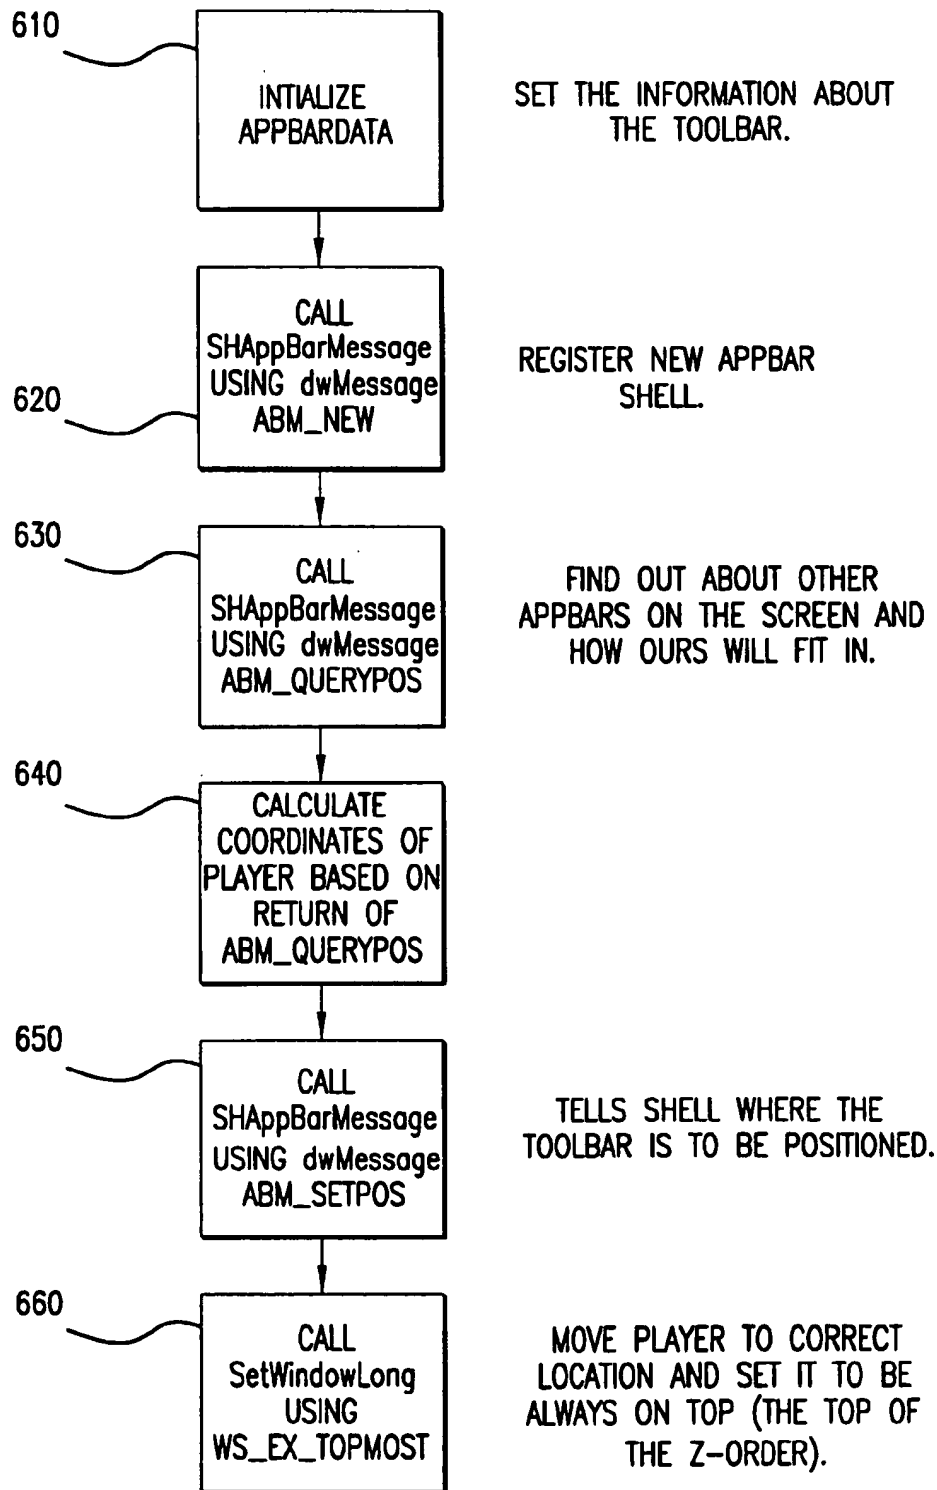 610
INTIALIZE
APPBARDATA
SET THE INFORMATION ABOUT
THE TOOLBAR.
620
CALL
SHAppBarMessage
USING dwMessage
ABM_NEW
REGISTER NEW APPBAR
SHELL.
630
CALL
SHAppBarMessage
USING dwMessage
ABM_QUERYPOS
FIND OUT ABOUT OTHER
APPBARS ON THE SCREEN AND
HOW OURS WILL FIT IN.
640
CALCULATE
COORDINATES OF
PLAYER BASED ON
RETURN OF
ABM_QUERYPOS
650
CALL
SHAppBarMessage
USING dwMessage
ABM_SETPOS
TELLS SHELL WHERE THE
TOOLBAR IS TO BE POSITIONED.
660
CALL
SetWindowLong
USING
WS_EX_TOPMOST
MOVE PLAYER TO CORRECT
LOCATION AND SET IT TO BE
ALWAYS ON TOP (THE TOP OF
THE Z-ORDER).